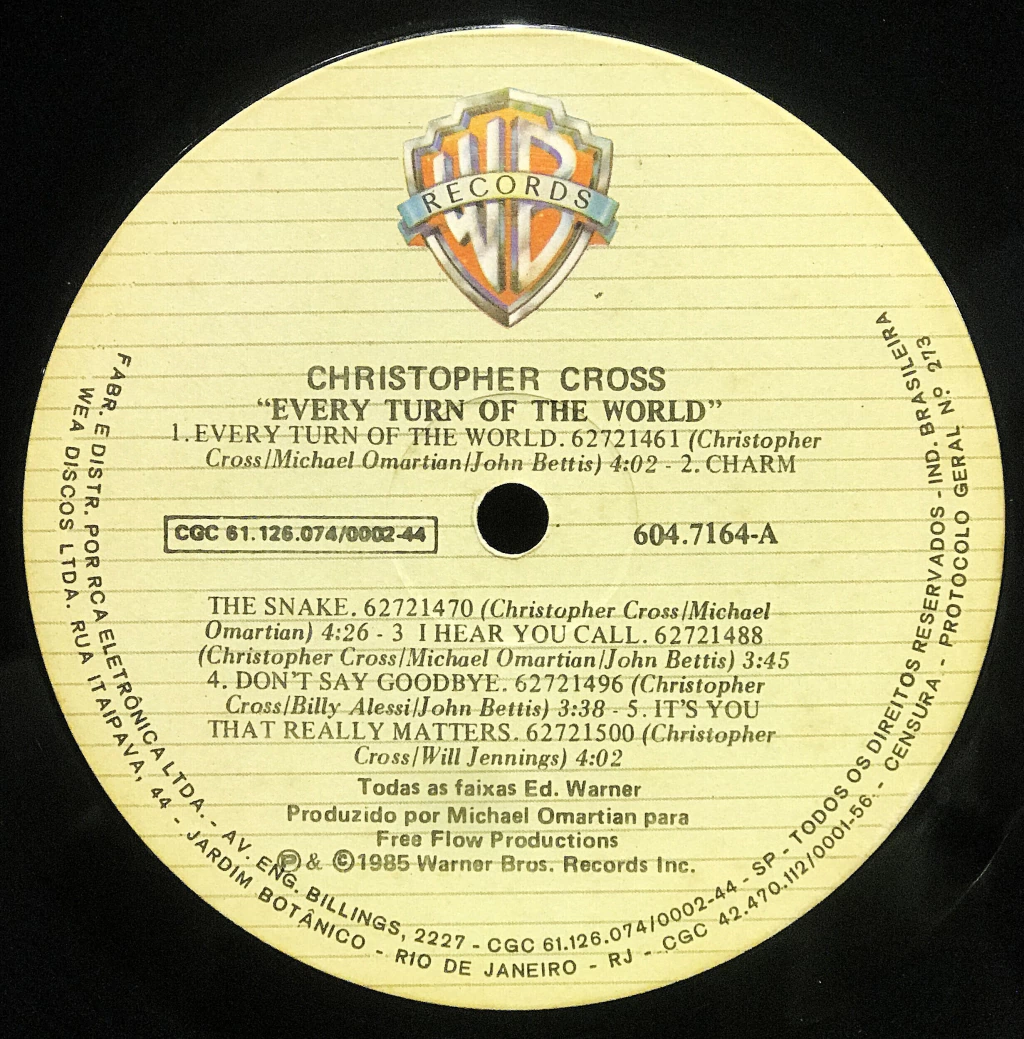 WB
RECORDS
CHRISTOPHER CROSS
“EVERY TURN OF THE WORLD”
1. EVERY TURN OF THE WORLD. 62721461 (Christopher
Cross/Michael Omartian/John Bettis) 4:02 - 2. CHARM
CGC 61.126.074/0002-44
604.7164-A
THE SNAKE. 62721470 (Christopher Cross/Michael
Omartian) 4:26 - 3 I HEAR YOU CALL. 62721488
(Christopher Cross/Michael Omartian/John Bettis) 3:45
4. DON'T SAY GOODBYE. 62721496 (Christopher
Cross/Billy Alessi/John Bettis) 3:38 - 5. IT'S YOU
THAT REALLY MATTERS. 62721500 (Christopher
Cross/Will Jennings) 4:02
Todas as faixas Ed. Warner
Produzido por Michael Omartian para
Free Flow Productions
℗ & ©1985 Warner Bros. Records Inc.
FABR. E DISTR. POR RCA ELETRÔNICA LTDA. - AV. ENG. BILLINGS, 2227 - CGC 61.126.074/0002-44 - SP - TODOS OS DIREITOS RESERVADOS - IND. BRASILEIRA
WEA DISCOS LTDA. RUA ITAIPAVA, 44 - JARDIM BOTÂNICO - RIO DE JANEIRO - RJ - CGC 42.470.112/0001-56. - CENSURA - PROTOCOLO GERAL Nº 273